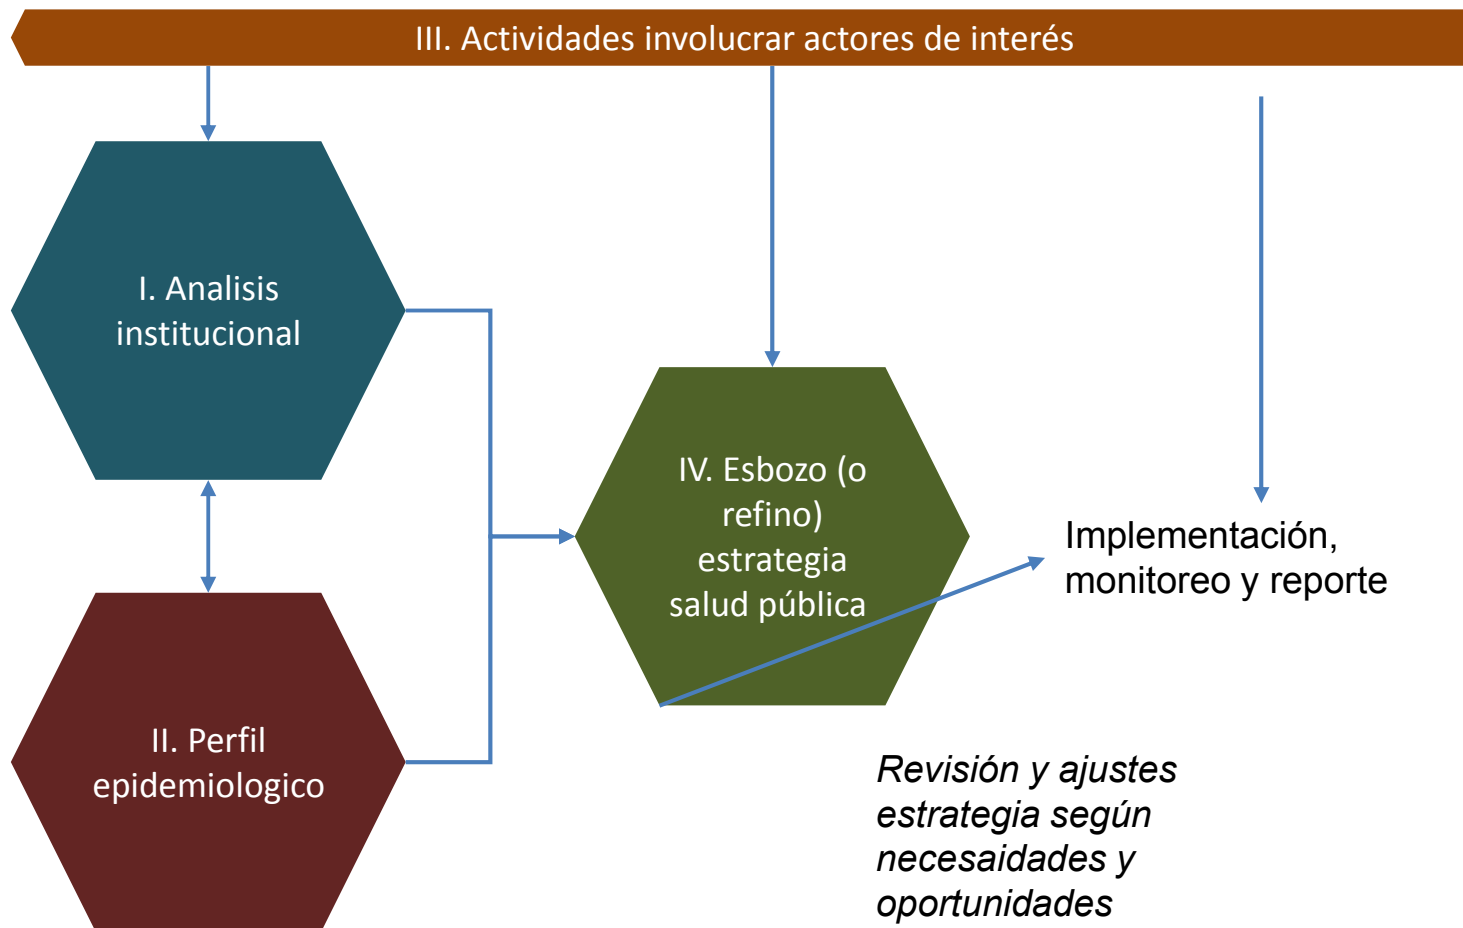 III. Actividades involucrar actores de interés
I. Analisis
institucional
II. Perfil
epidemiologico
IV. Esbozo (o
refino)
estrategia
salud pública
Implementación,
monitoreo y reporte
Revisión y ajustes
estrategia según
necesaidades y
oportunidades